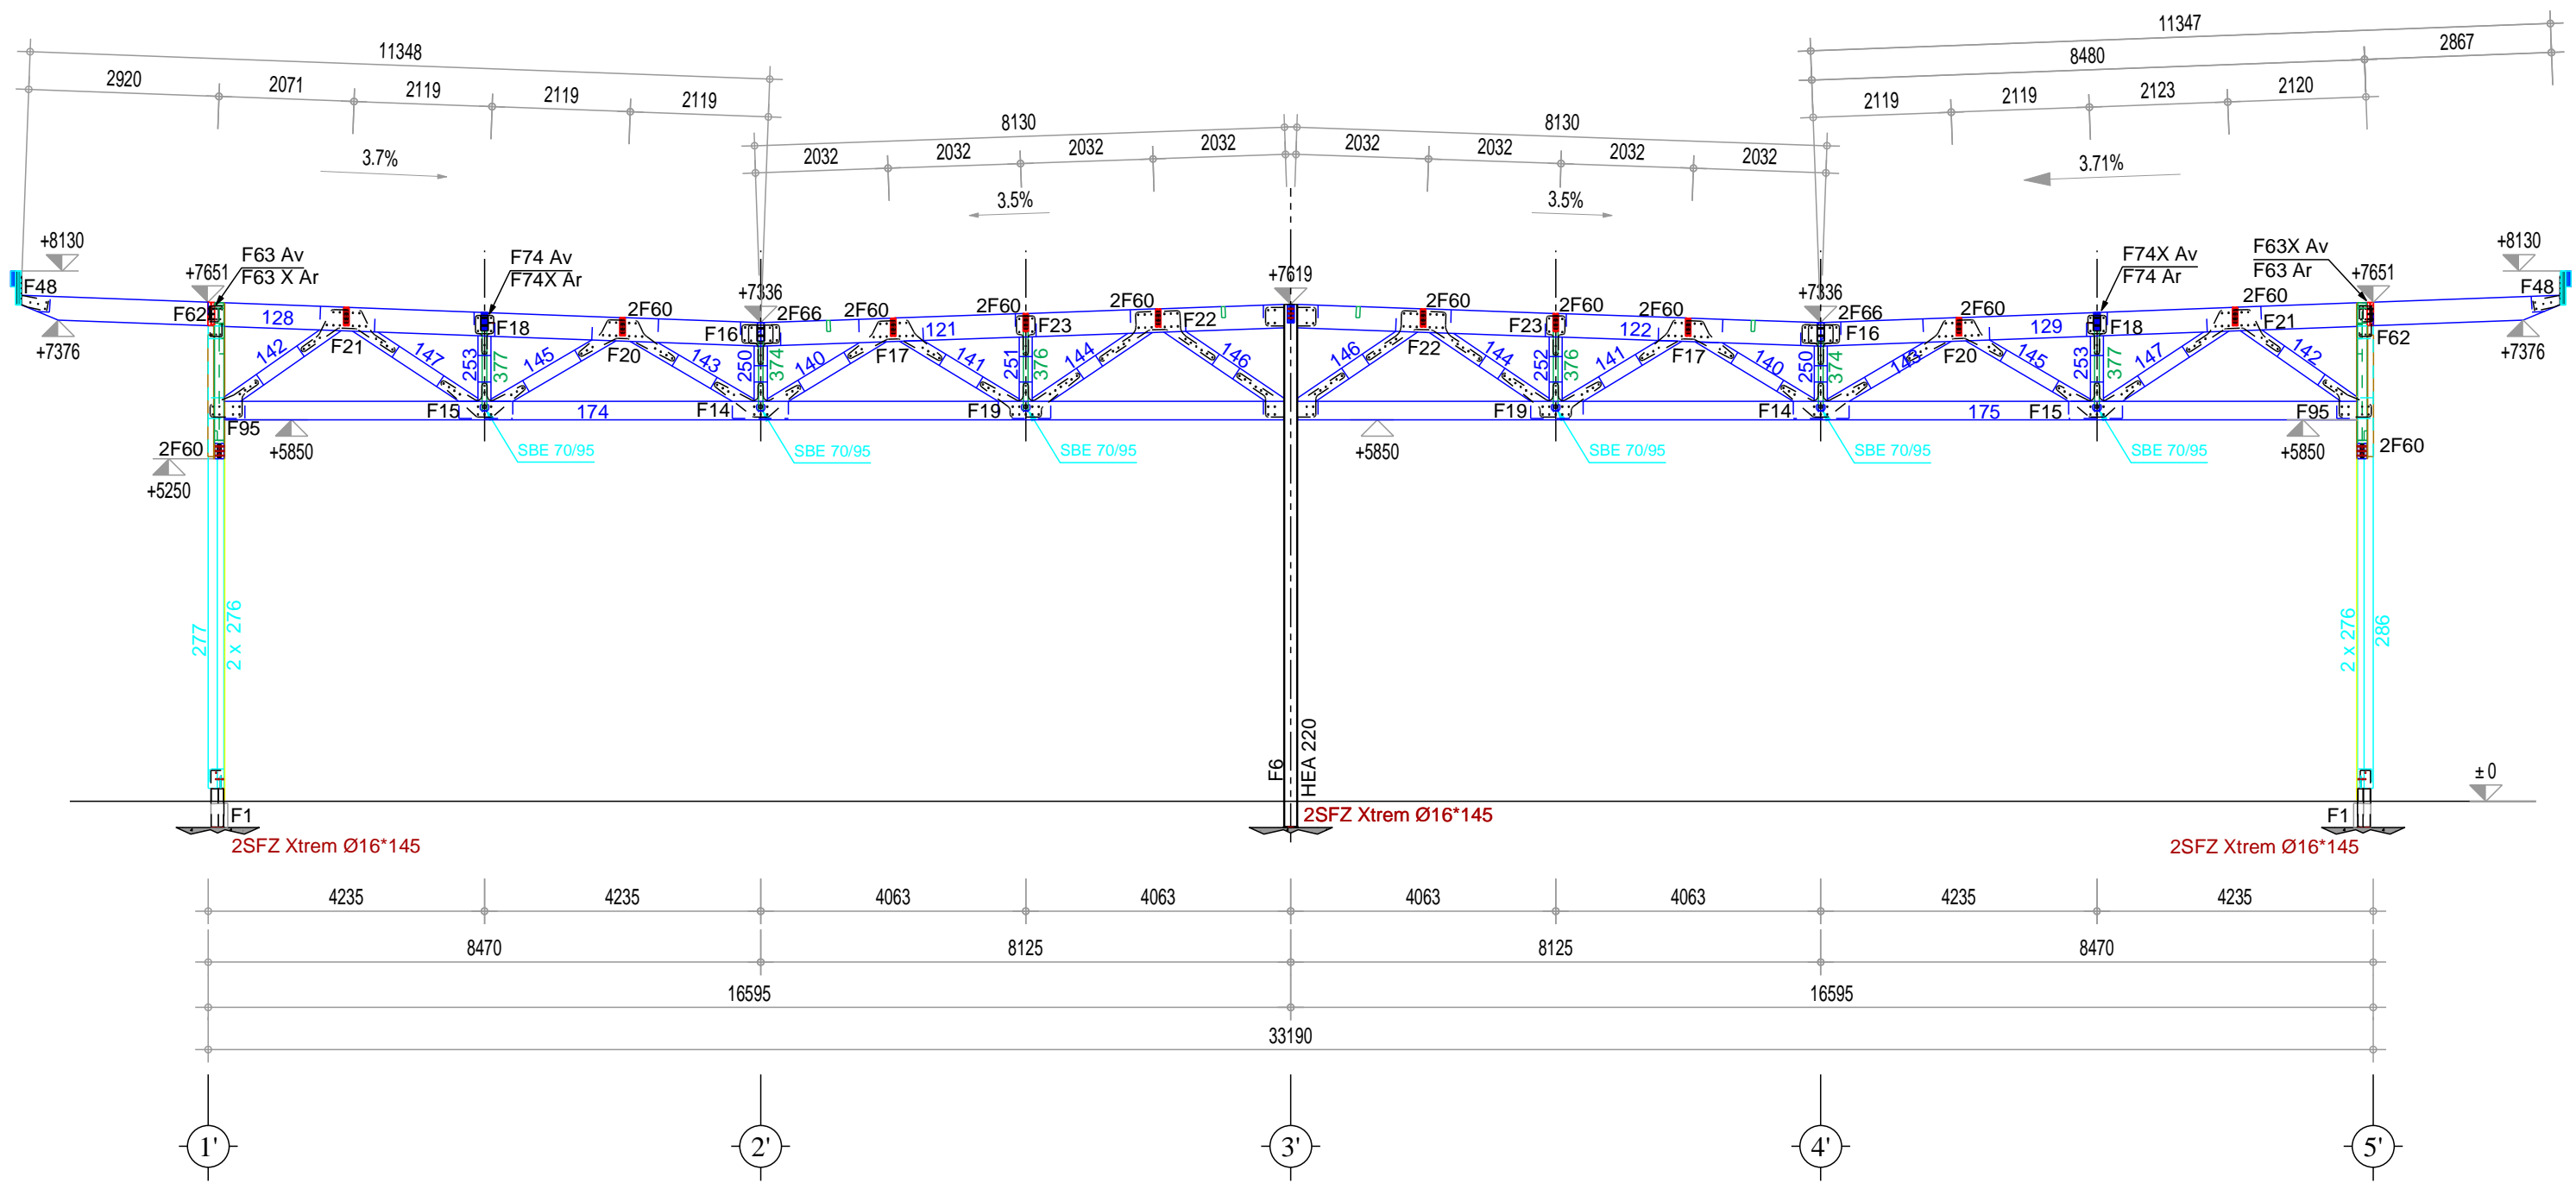 11348
11347
2920
2071
2119
2119
2119
8480
2867
2119
2119
2123
2120
8130
8130
2032
2032
2032
2032
2032
2032
2032
2032
3.7%
3.5%
3.5%
3.71%
+8130
+7651
F63 Av
F63 X Ar
F74 Av
F74X Ar
+7336
+7619
+7336
F74X Av
F74 Ar
F63X Av
F63 Ar
+7651
+8130
F48
F62
128
F18
2F60
F16
2F66
2F60
121
2F60
F23
2F60
F22
2F60
F23
2F60
122
2F60
2F66
F16
2F60
129
F18
2F60
F21
F48
F62
+7376
142
F21
147
253
377
145
F20
143
250
374
140
F17
141
251
376
144
146
146
F22
144
252
376
141
F17
140
250
374
143
F20
145
253
377
147
142
+7376
F95
F15
174
F14
F19
F19
F14
175
F15
F95
2F60
+5850
SBE 70/95
SBE 70/95
SBE 70/95
+5850
SBE 70/95
SBE 70/95
SBE 70/95
+5850
2F60
+5250
277
2 x 276
F6
HEA 220
2 x 276
286
± 0
F1
2SFZ Xtrem Ø16*145
2SFZ Xtrem Ø16*145
F1
2SFZ Xtrem Ø16*145
4235
4235
4063
4063
4063
4063
4235
4235
8470
8125
8125
8470
16595
16595
33190
1'
2'
3'
4'
5'